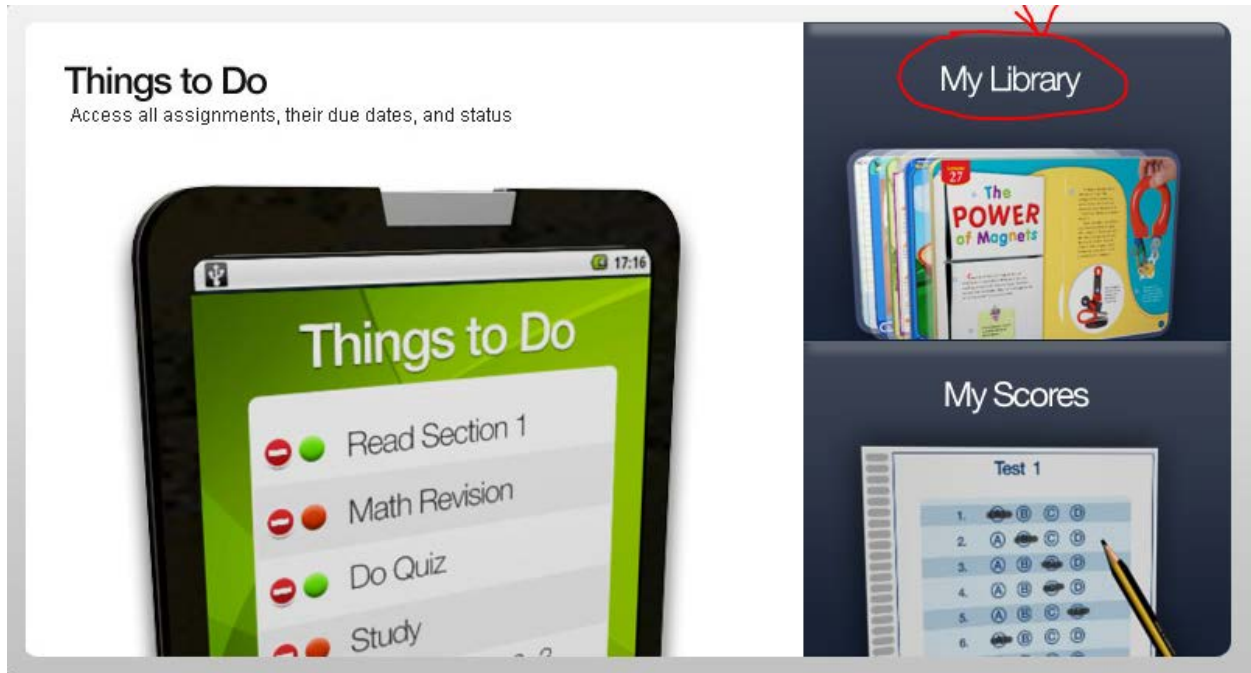 Things to Do
Access all assignments, their due dates, and status
17:16
Things to Do
Read Section 1
Math Revision
Do Quiz
Study
My Library
27
The
POWER
of Magnets
My Scores
Test 1
1. A B C D
2. A B C D
3. A B C D
4. A B C D
5. A B C D
6. A B C D